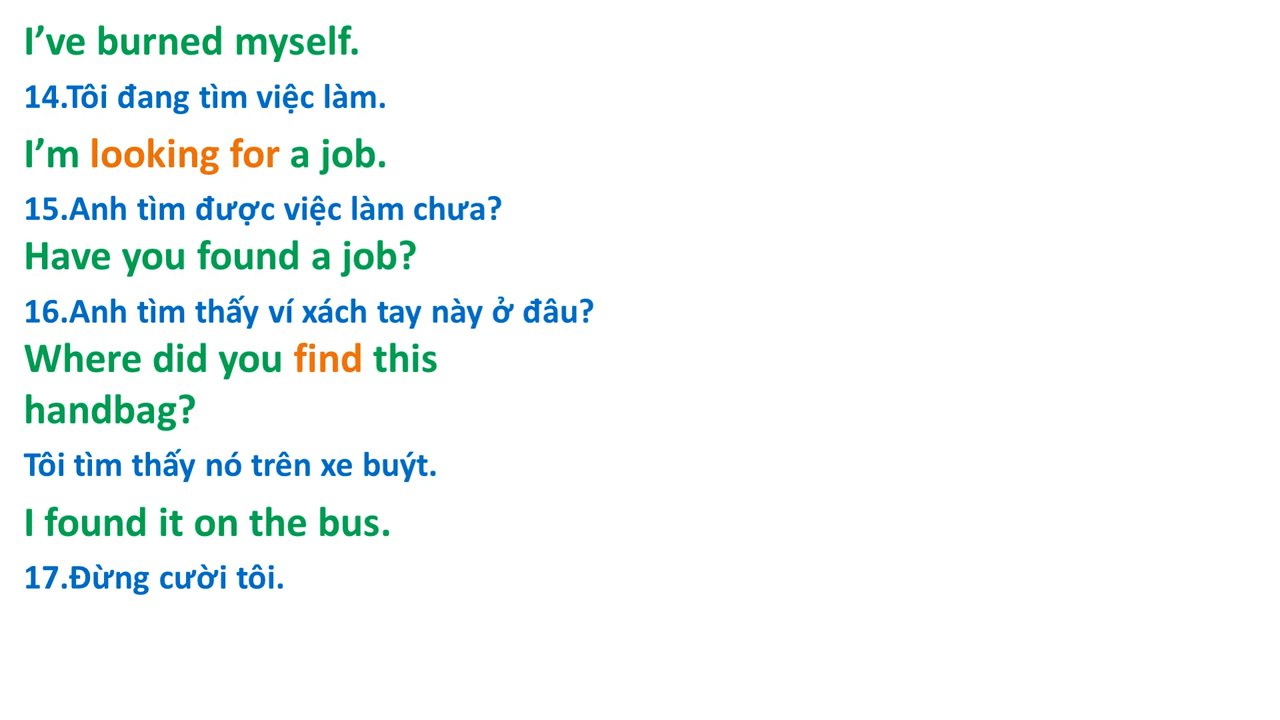 I’ve burned myself.
14.Tôi đang tìm việc làm.
I’m looking for a job.
15.Anh tìm được việc làm chưa?
Have you found a job?
16.Anh tìm thấy ví xách tay này ở đâu?
Where did you find this
handbag?
Tôi tìm thấy nó trên xe buýt.
I found it on the bus.
17.Đừng cười tôi.